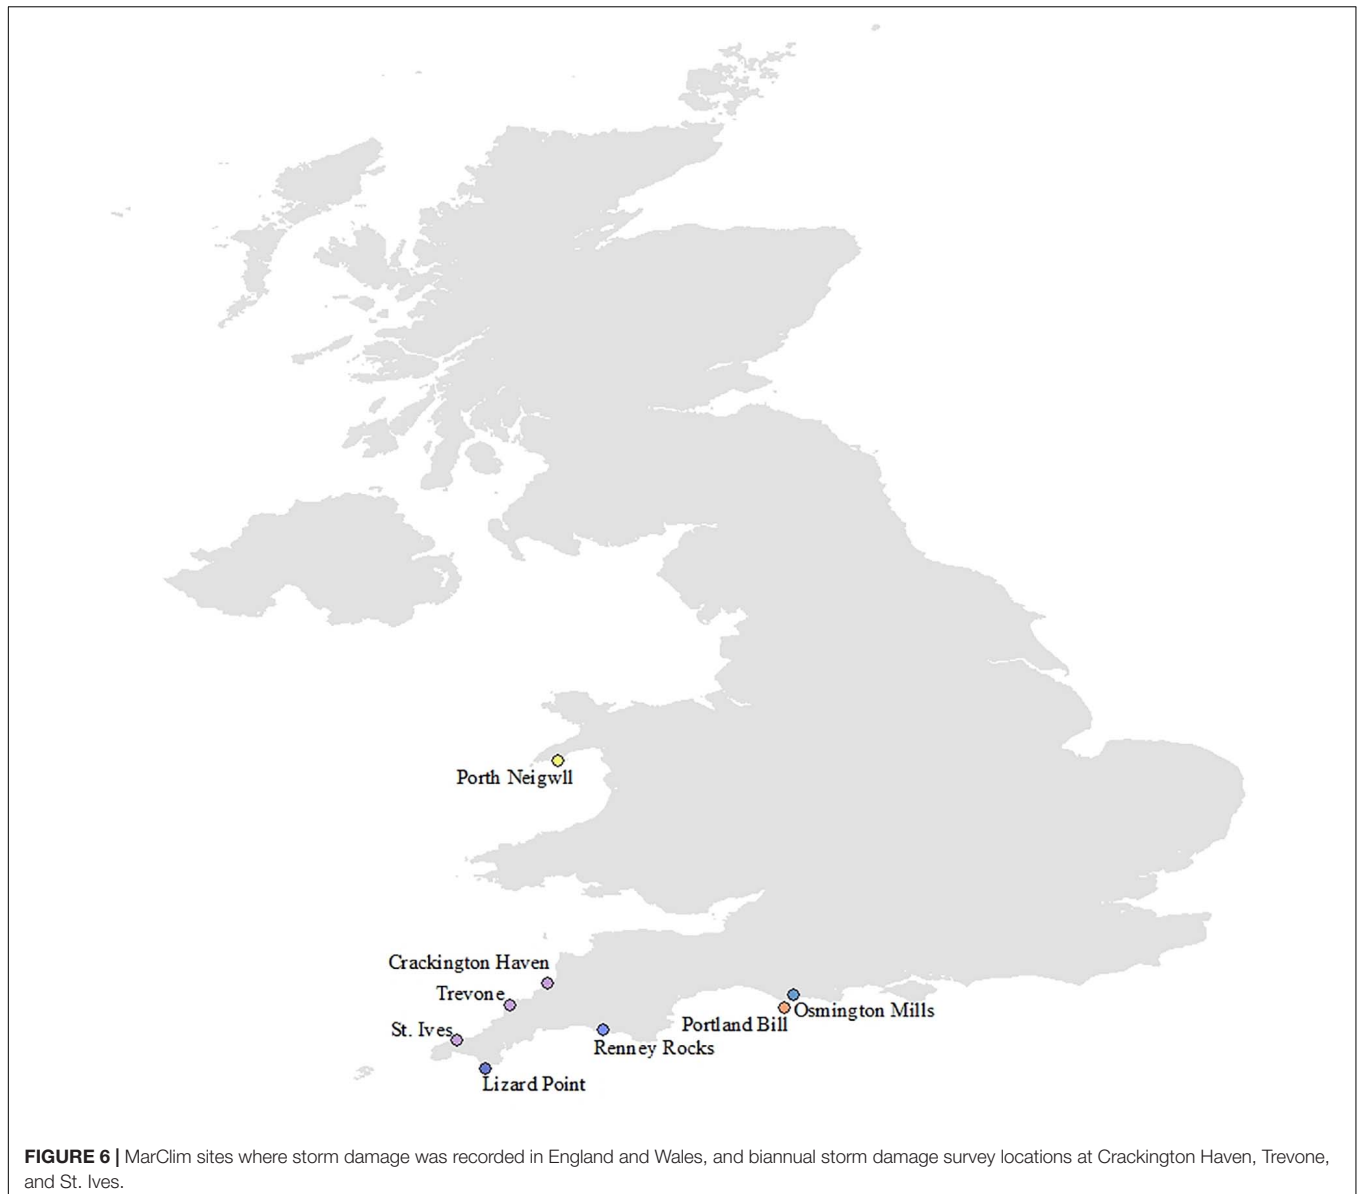 Porth Neigwll
Crackington Haven
Trevone
St. Ives
Osmington Mills
Portland Bill
Renney Rocks
Lizard Point
FIGURE 6 | MarClim sites where storm damage was recorded in England and Wales, and biannual storm damage survey locations at Crackington Haven, Trevone,
and St. Ives.